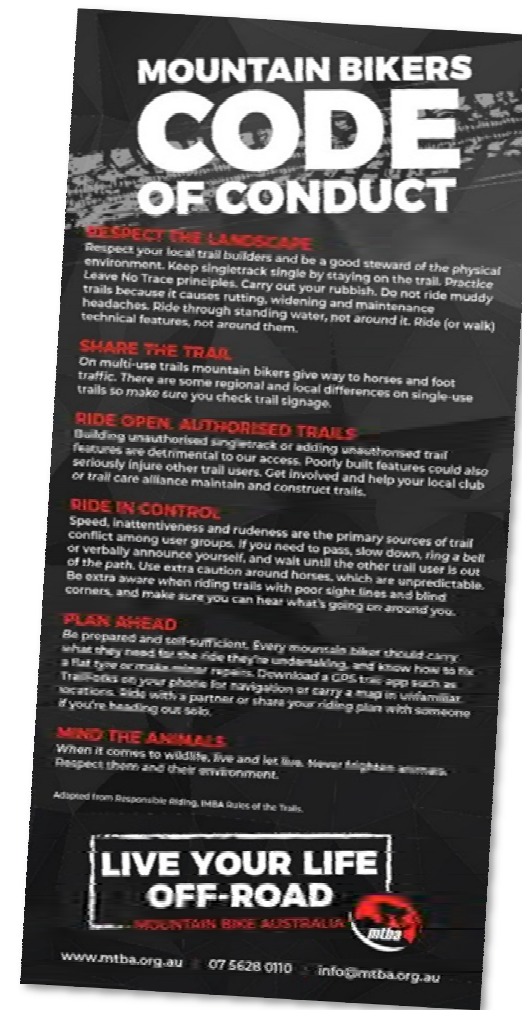 MOUNTAIN BIKERS
CODE
OF CONDUCT
RESPECT THE LANDSCAPE
Respect your local trail builders and be a good steward of the physical
environment. Keep singletrack single by staying on the trail. Practice
Leave No Trace principles. Carry out your rubbish. Do not ride muddy
trails because it causes rutting, widening and maintenance
headaches. Ride through standing water, not around it. Ride (or walk)
technical features, not around them.
SHARE THE TRAIL
On multi-use trails mountain bikers give way to horses and foot
traffic. There are some regional and local differences on single-use
trails so make sure you check trail signage.
RIDE OPEN, AUTHORISED TRAILS
Building unauthorised singletrack or adding unauthorised trail
features are detrimental to our access. Poorly built features could also
seriously injure other trail users. Get involved and help your local club
or trail care alliance maintain and construct trails.
RIDE IN CONTROL
Speed, inattentiveness and rudeness are the primary sources of trail
conflict among user groups. If you need to pass, slow down, ring a bell
or verbally announce yourself, and wait until the other trail user is out
of the path. Use extra caution around horses, which are unpredictable.
Be extra aware when riding trails with poor sight lines and blind
corners, and make sure you can hear what's going on around you.
PLAN AHEAD
Be prepared and self-sufficient. Every mountain biker should carry
what they need for the ride they're undertaking, and know how to fix
a flat tyre or make minor repairs. Download a GPS trail app such as
Trailforks on your phone for navigation or carry a map in unfamiliar
locations. Ride with a partner or share your riding plan with someone
if you're heading out solo.
MIND THE ANIMALS
When it comes to wildlife, live and let live. Never frighten animals.
Respect them and their environment.
Adapted from Responsible Riding, IMBA Rules of the Trails.
LIVE YOUR LIFE
OFF-ROAD
MOUNTAIN BIKE AUSTRALIA
mtba
www.mtba.org.au 07 5628 0110 info@mtba.org.au